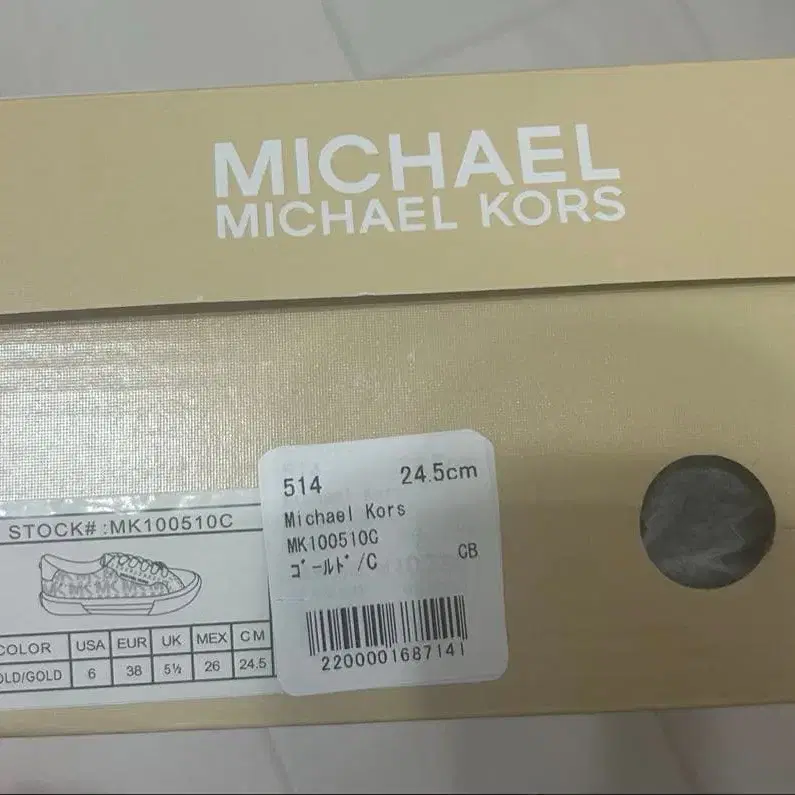 MICHAEL
MICHAEL KORS
STOCK# :MK100510C
COLOR USA EUR UK MEX CM
OLD/GOLD 6 38 5½ 26 24.5
514 24.5cm
Michael Kors
MK100510C
ゴールド/C CB
2200001687141